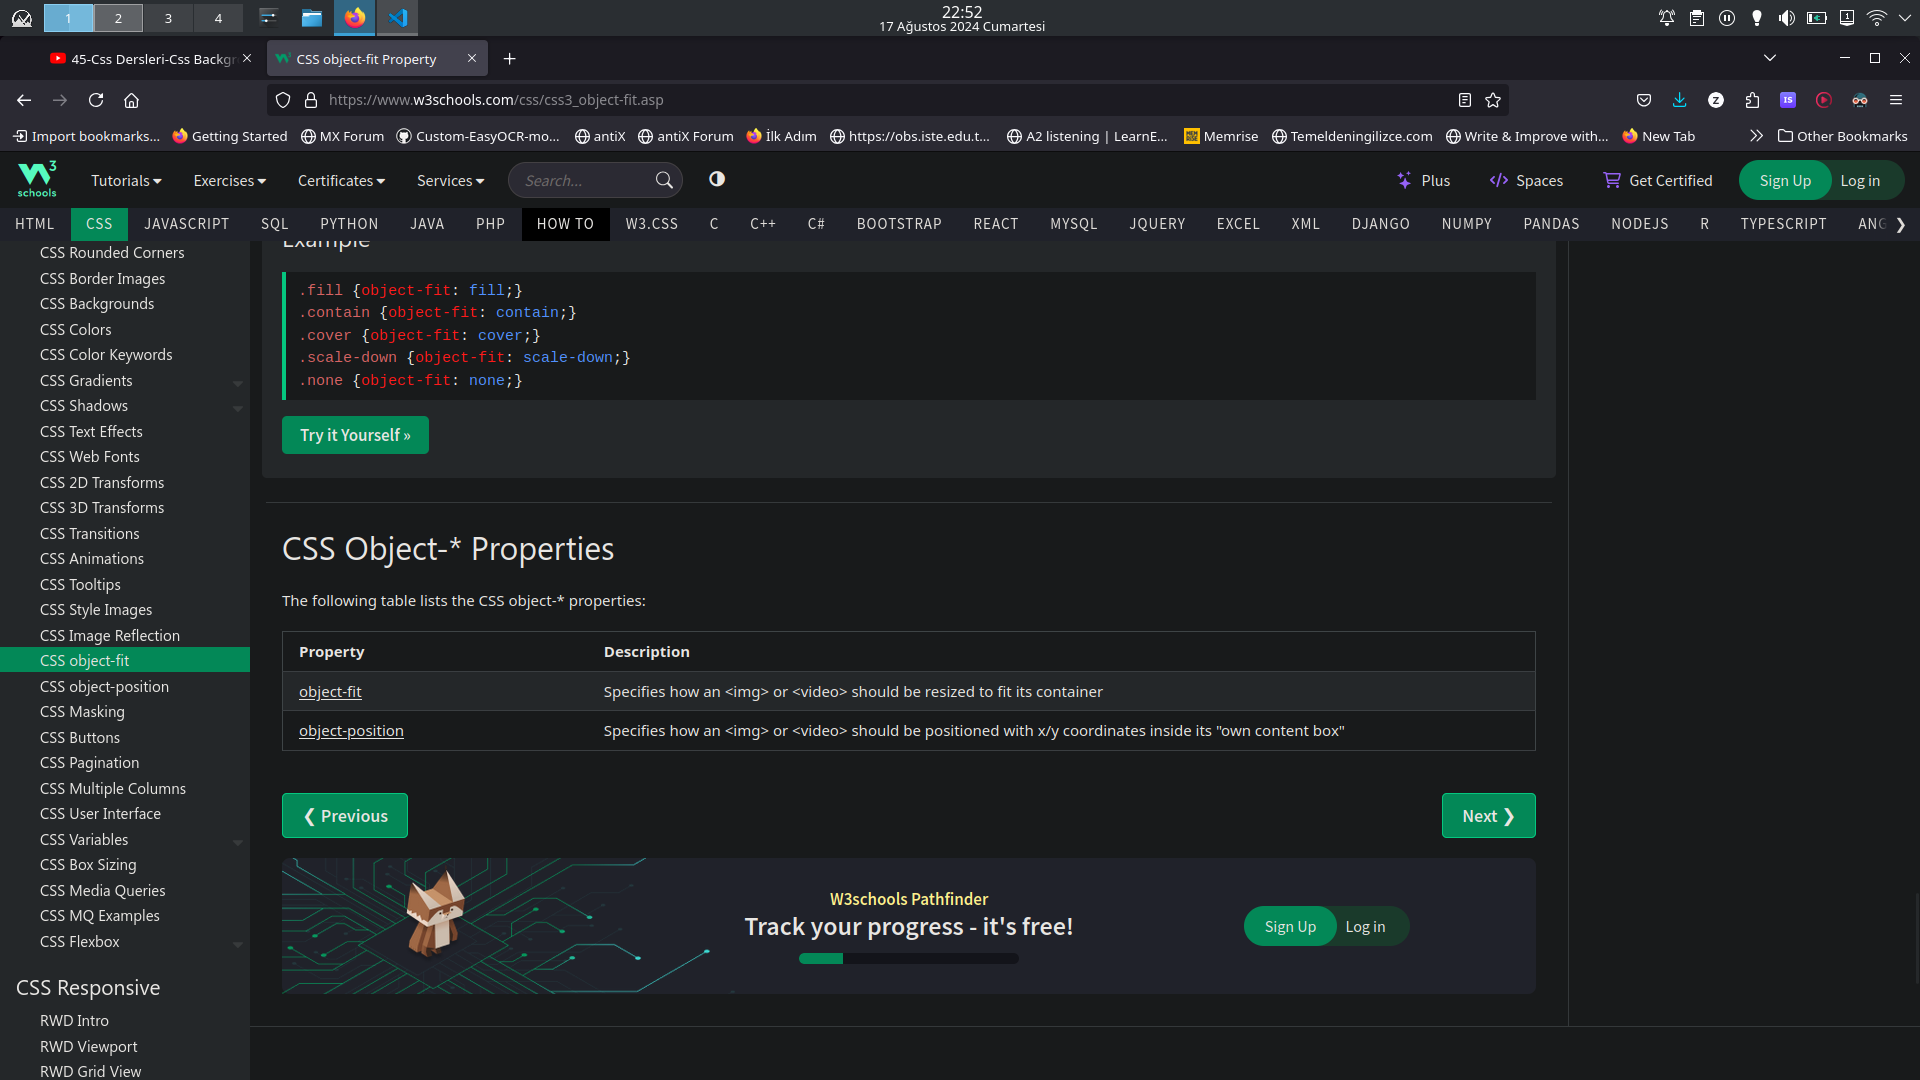 1
2
3
4
22:52
17 Ağustos 2024 Cumartesi
45-Css Dersleri-Css Backgr
CSS object-fit Property
https://www.w3schools.com/css/css3_object-fit.asp
Import bookmarks...
Getting Started
MX Forum
Custom-EasyOCR-mo...
antiX
antiX Forum
İlk Adım
https://obs.iste.edu.t...
A2 listening | LearnE...
Memrise
Temeldeningilizce.com
Write & Improve with...
New Tab
Other Bookmarks
W3 schools
Tutorials
Exercises
Certificates
Services
Search...
Plus
Spaces
Get Certified
Sign Up
Log in
HTML
CSS
JAVASCRIPT
SQL
PYTHON
JAVA
PHP
HOW TO
W3.CSS
C
C++
C#
BOOTSTRAP
REACT
MYSQL
JQUERY
EXCEL
XML
DJANGO
NUMPY
PANDAS
NODEJS
R
TYPESCRIPT
ANG
CSS Rounded Corners
CSS Border Images
CSS Backgrounds
CSS Colors
CSS Color Keywords
CSS Gradients
CSS Shadows
CSS Text Effects
CSS Web Fonts
CSS 2D Transforms
CSS 3D Transforms
CSS Transitions
CSS Animations
CSS Tooltips
CSS Style Images
CSS Image Reflection
CSS object-fit
CSS object-position
CSS Masking
CSS Buttons
CSS Pagination
CSS Multiple Columns
CSS User Interface
CSS Variables
CSS Box Sizing
CSS Media Queries
CSS MQ Examples
CSS Flexbox
CSS Responsive
RWD Intro
RWD Viewport
RWD Grid View
Example
.fill {object-fit: fill;}
.contain {object-fit: contain;}
.cover {object-fit: cover;}
.scale-down {object-fit: scale-down;}
.none {object-fit: none;}
Try it Yourself »
CSS Object-* Properties
The following table lists the CSS object-* properties:
Property Description
object-fit Specifies how an <img> or <video> should be resized to fit its container
object-position Specifies how an <img> or <video> should be positioned with x/y coordinates inside its "own content box"
❮ Previous
Next ❯
W3schools Pathfinder
Track your progress - it's free!
Sign Up
Log in